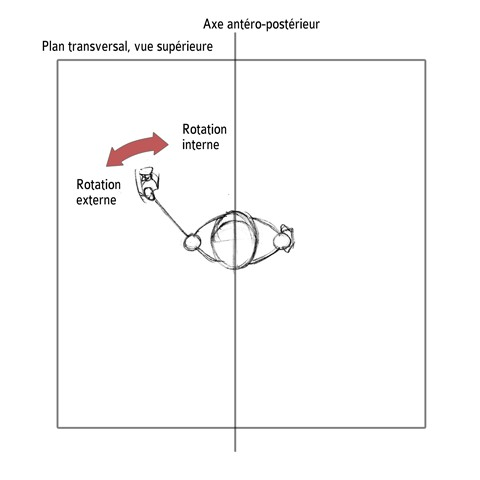 Axe antéro-postérieur
Plan transversal, vue supérieure
Rotation
interne
Rotation
externe